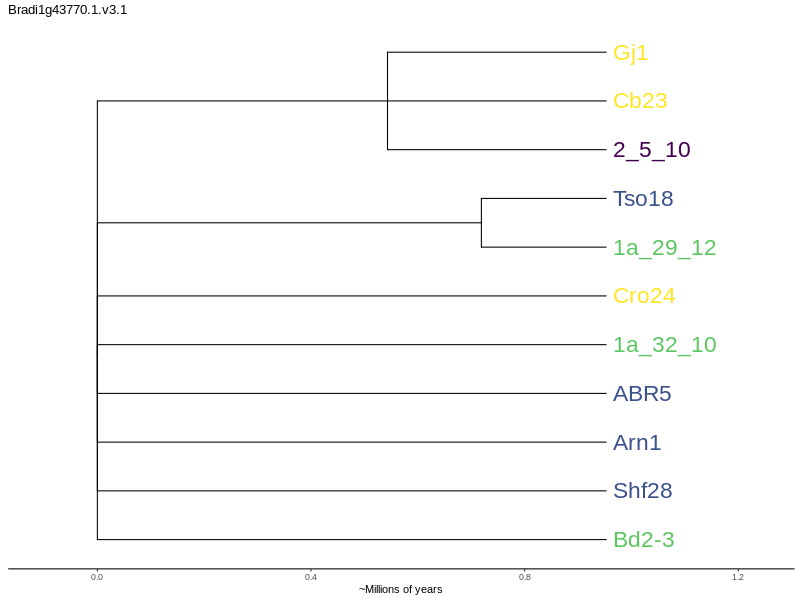 Bradi1g43770.1.v3.1
Gj1
Cb23
2_5_10
Tso18
1a_29_12
Cro24
1a_32_10
ABR5
Arn1
Shf28
Bd2-3
0.0 0.4 0.8 1.2
~Millions of years